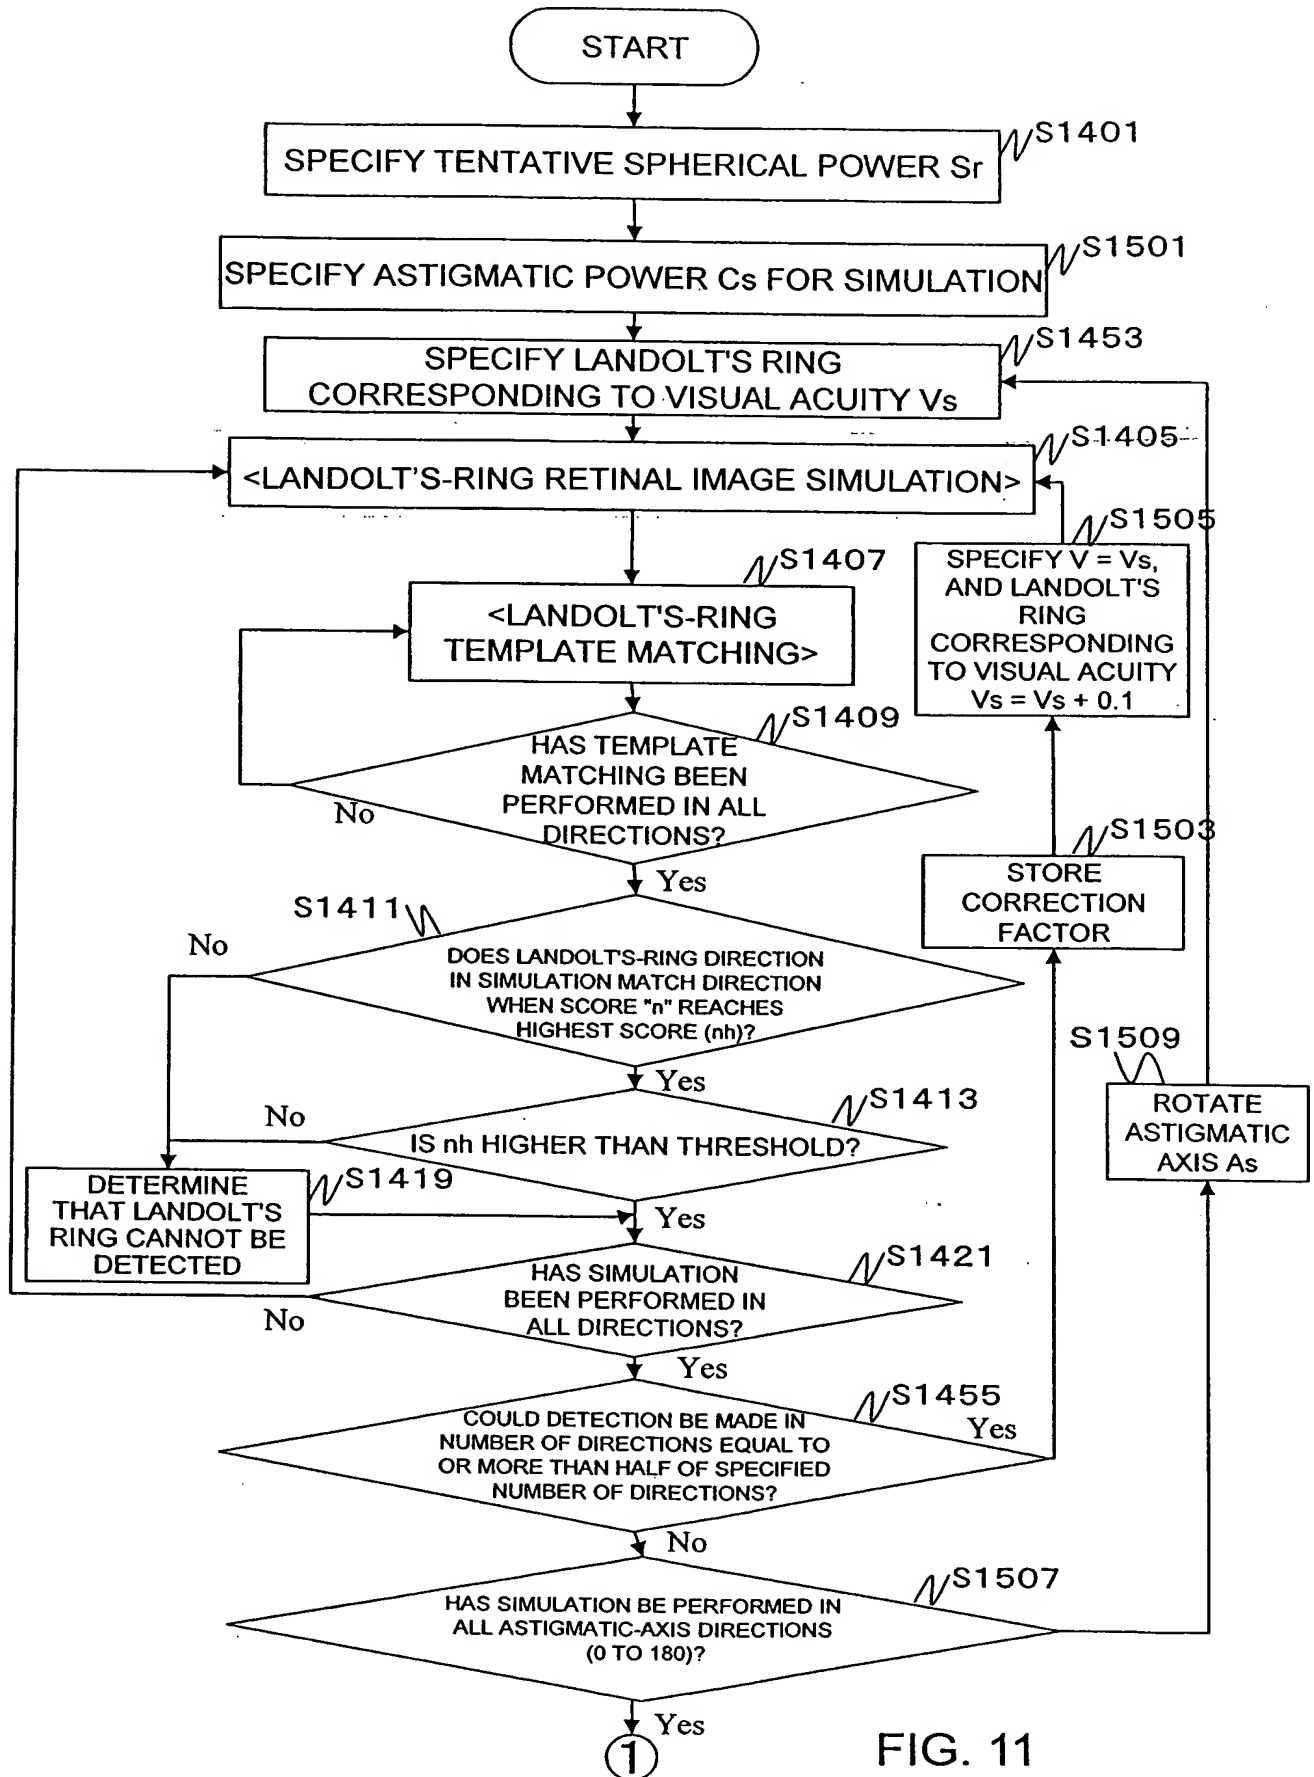 START
S1401
SPECIFY TENTATIVE SPHERICAL POWER Sr
S1501
SPECIFY ASTIGMATIC POWER Cs FOR SIMULATION
S1453
SPECIFY LANDOLT'S RING
CORRESPONDING TO VISUAL ACUITY Vs
S1405
<LANDOLT'S-RING RETINAL IMAGE SIMULATION>
S1505
SPECIFY V = Vs,
AND LANDOLT'S
RING
CORRESPONDING
TO VISUAL ACUITY
Vs = Vs + 0.1
S1407
<LANDOLT'S-RING
TEMPLATE MATCHING>
S1409
HAS TEMPLATE
MATCHING BEEN
PERFORMED IN ALL
DIRECTIONS?
No
Yes
S1503
STORE
CORRECTION
FACTOR
S1411
No
DOES LANDOLT'S-RING DIRECTION
IN SIMULATION MATCH DIRECTION
WHEN SCORE "n" REACHES
HIGHEST SCORE (nh)?
Yes
S1509
ROTATE
ASTIGMATIC
AXIS As
S1413
No
IS nh HIGHER THAN THRESHOLD?
Yes
S1419
DETERMINE
THAT LANDOLT'S
RING CANNOT BE
DETECTED
S1421
HAS SIMULATION
BEEN PERFORMED IN
ALL DIRECTIONS?
No
Yes
S1455
COULD DETECTION BE MADE IN
NUMBER OF DIRECTIONS EQUAL TO
OR MORE THAN HALF OF SPECIFIED
NUMBER OF DIRECTIONS?
Yes
No
S1507
HAS SIMULATION BE PERFORMED IN
ALL ASTIGMATIC-AXIS DIRECTIONS
(0 TO 180)?
Yes
1
FIG. 11